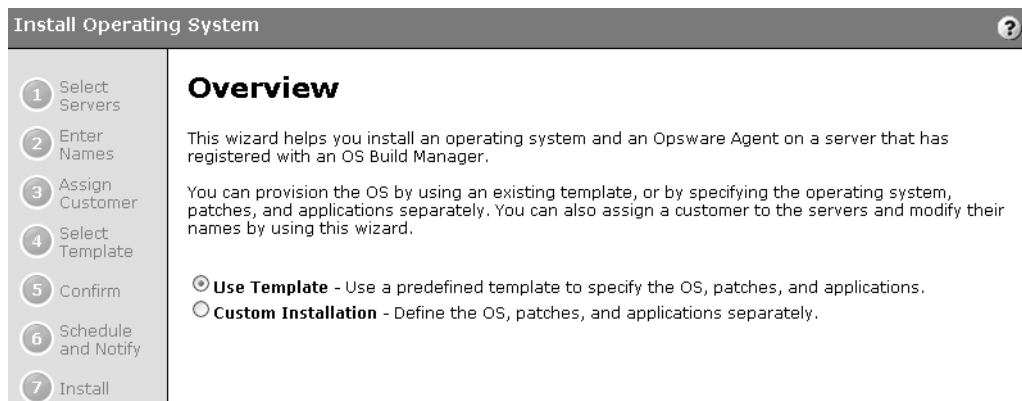 Install Operating System
?
1 Select
Servers
2 Enter
Names
3 Assign
Customer
4 Select
Template
5 Confirm
6 Schedule
and Notify
7 Install
Overview
This wizard helps you install an operating system and an Opsware Agent on a server that has
registered with an OS Build Manager.
You can provision the OS by using an existing template, or by specifying the operating system,
patches, and applications separately. You can also assign a customer to the servers and modify their
names by using this wizard.
Use Template - Use a predefined template to specify the OS, patches, and applications.
Custom Installation - Define the OS, patches, and applications separately.